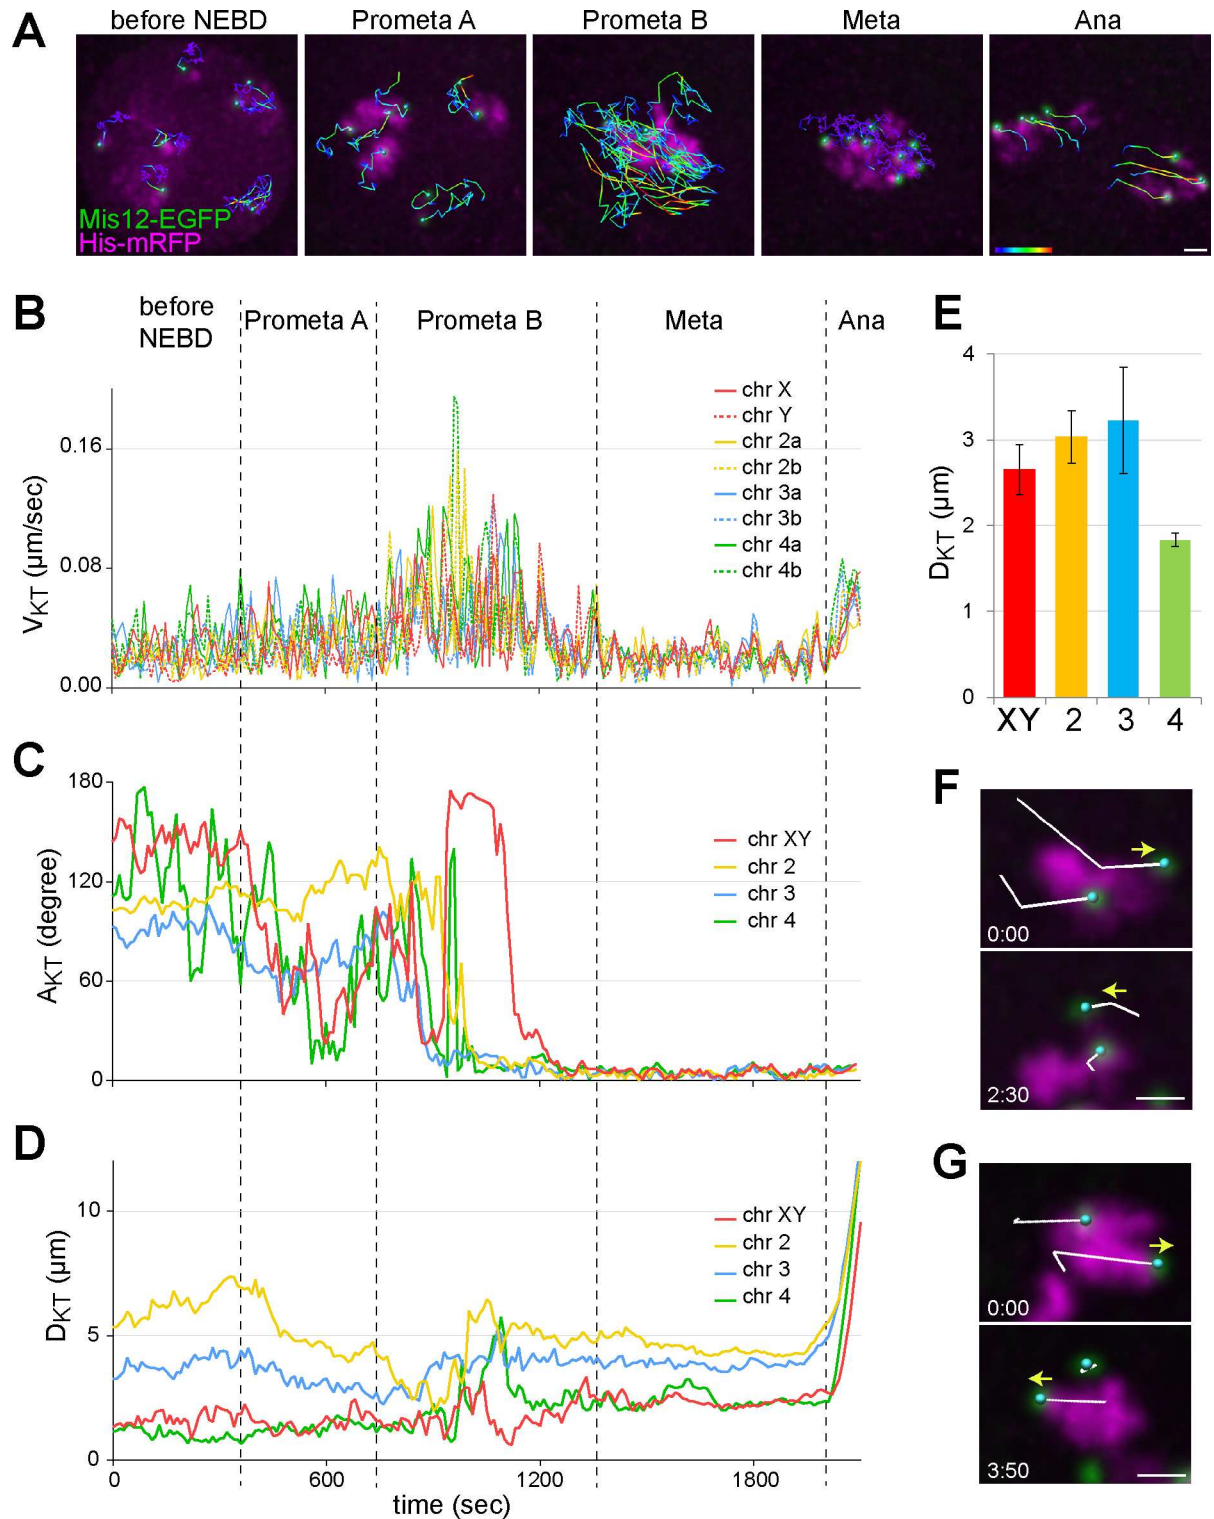 A
before NEBD
Prometa A
Prometa B
Meta
Ana
Mis12-EGFP
His-mRFP
B
before
NEBD
Prometa A
Prometa B
Meta
Ana
VKT (µm/sec)
0.16
0.08
0.00
chr X
chr Y
chr 2a
chr 2b
chr 3a
chr 3b
chr 4a
chr 4b
C
AKT (degree)
180
120
60
0
chr XY
chr 2
chr 3
chr 4
D
DKT (µm)
10
5
0
chr XY
chr 2
chr 3
chr 4
0
600
1200
1800
time (sec)
E
DKT (µm)
4
3
2
1
0
XY
2
3
4
F
0:00
2:30
G
0:00
3:50